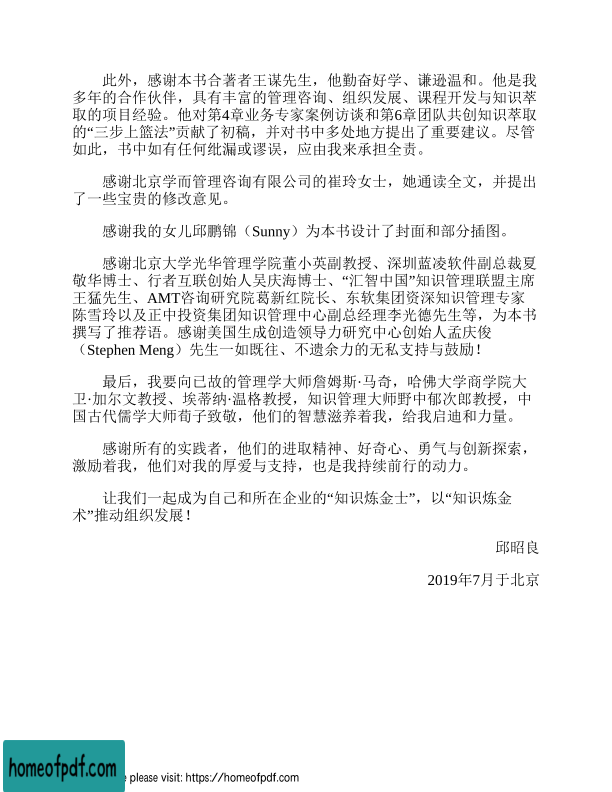 此外，感谢本书合著者王谋先生，他勤奋好学、谦逊温和。他是我
多年的合作伙伴，具有丰富的管理咨询、组织发展、课程开发与知识萃
取的项目经验。他对第4章业务专家案例访谈和第6章团队共创知识萃取
的“三步上篮法”贡献了初稿，并对书中多处地方提出了重要建议。尽管
如此，书中如有任何纰漏或谬误，应由我来承担全责。
感谢北京学而管理咨询有限公司的崔玲女士，她通读全文，并提出
了一些宝贵的修改意见。
感谢我的女儿邱鹏锦（Sunny）为本书设计了封面和部分插图。
感谢北京大学光华管理学院董小英副教授、深圳蓝凌软件副总裁夏
敬华博士、行者互联创始人吴庆海博士、“汇智中国”知识管理联盟主席
王猛先生、AMT咨询研究院葛新红院长、东软集团资深知识管理专家
陈雪玲以及正中投资集团知识管理中心副总经理李光德先生等，为本书
撰写了推荐语。感谢美国生成创造领导力研究中心创始人孟庆俊
（Stephen Meng）先生一如既往、不遗余力的无私支持与鼓励！
最后，我要向已故的管理学大师詹姆斯·马奇，哈佛大学商学院大
卫·加尔文教授、埃蒂纳·温格教授，知识管理大师野中郁次郎教授，中
国古代儒学大师荀子致敬，他们的智慧滋养着我，给我启迪和力量。
感谢所有的实践者，他们的进取精神、好奇心、勇气与创新探索，
激励着我，他们对我的厚爱与支持，也是我持续前行的动力。
让我们一起成为自己和所在企业的“知识炼金士”，以“知识炼金
术”推动组织发展！
邱昭良
2019年7月于北京
homeofpdf.com
please visit: https://homeofpdf.com